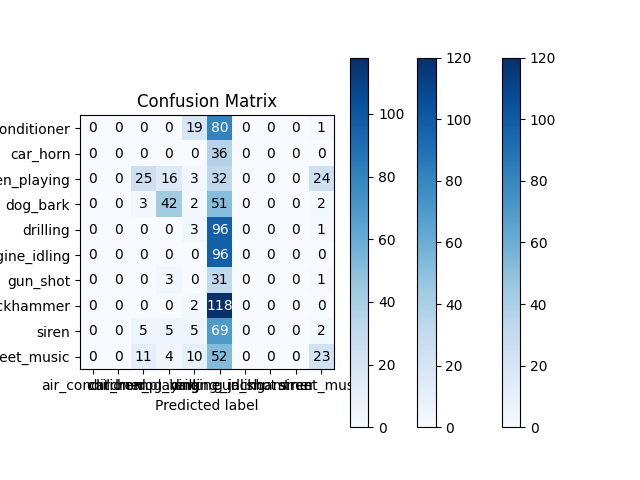 Confusion Matrix
onditioner 0 0 0 0 19 80 0 0 0 1
car_horn 0 0 0 0 0 36 0 0 0 0
en_playing 0 0 25 16 3 32 0 0 0 24
dog_bark 0 0 3 42 2 51 0 0 0 2
drilling 0 0 0 0 3 96 0 0 0 1
gine_idling 0 0 0 0 0 96 0 0 0 0
gun_shot 0 0 0 3 0 31 0 0 0 1
ckhammer 0 0 0 0 2 118 0 0 0 0
siren 0 0 5 5 5 69 0 0 0 2
eet_music 0 0 11 4 10 52 0 0 0 23
Predicted label
100
80
60
40
20
0
120
100
80
60
40
20
0
120
100
80
60
40
20
0